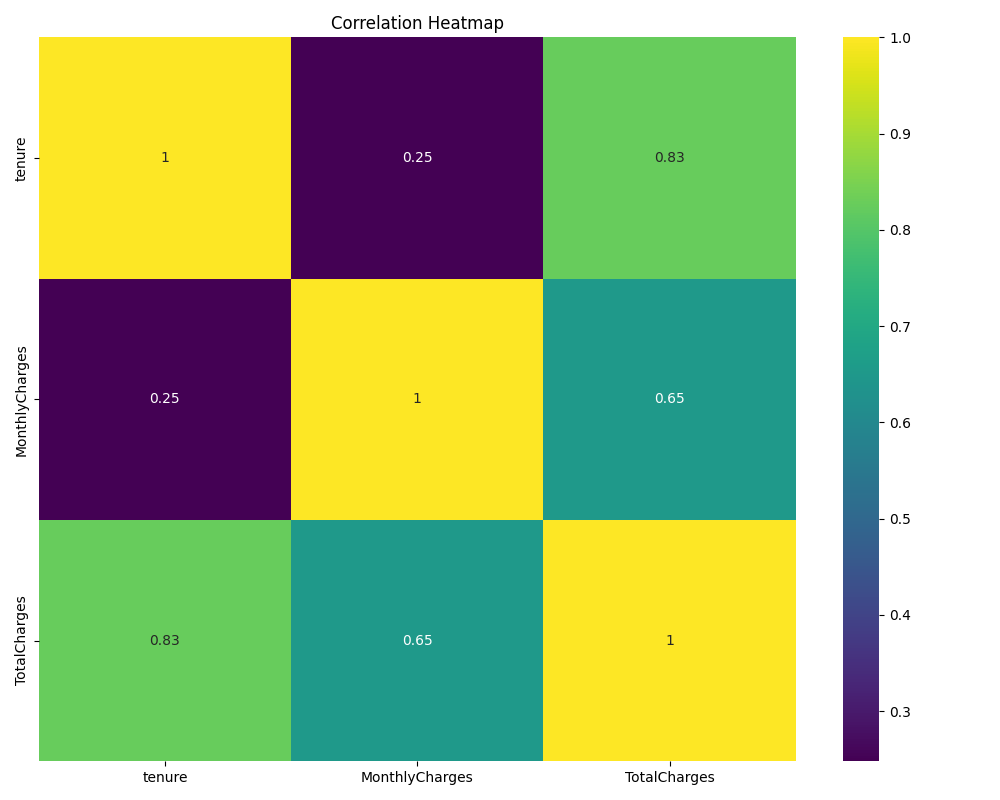 Correlation Heatmap
tenure
1
0.25
0.83
MonthlyCharges
0.25
1
0.65
TotalCharges
0.83
0.65
1
tenure
MonthlyCharges
TotalCharges
1.0
0.9
0.8
0.7
0.6
0.5
0.4
0.3